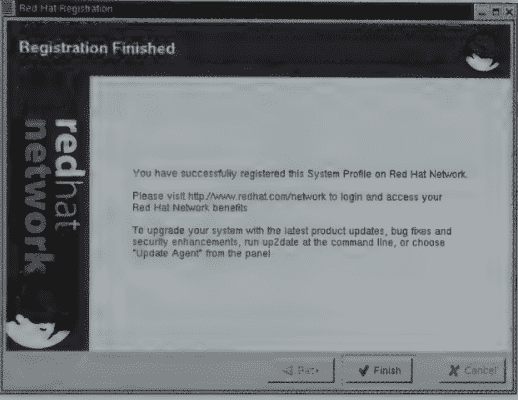 Red Hat Registration
Registration Finished
redhat
network
You have successfully registered this System Profile on Red Hat Network.
Please visit http://www.redhat.com/network to login and access your
Red Hat Network benefits
To upgrade your system with the latest product updates, bug fixes and
security enhancements, run up2date at the command line, or choose
"Update Agent" from the panel
Back
Finish
Cancel